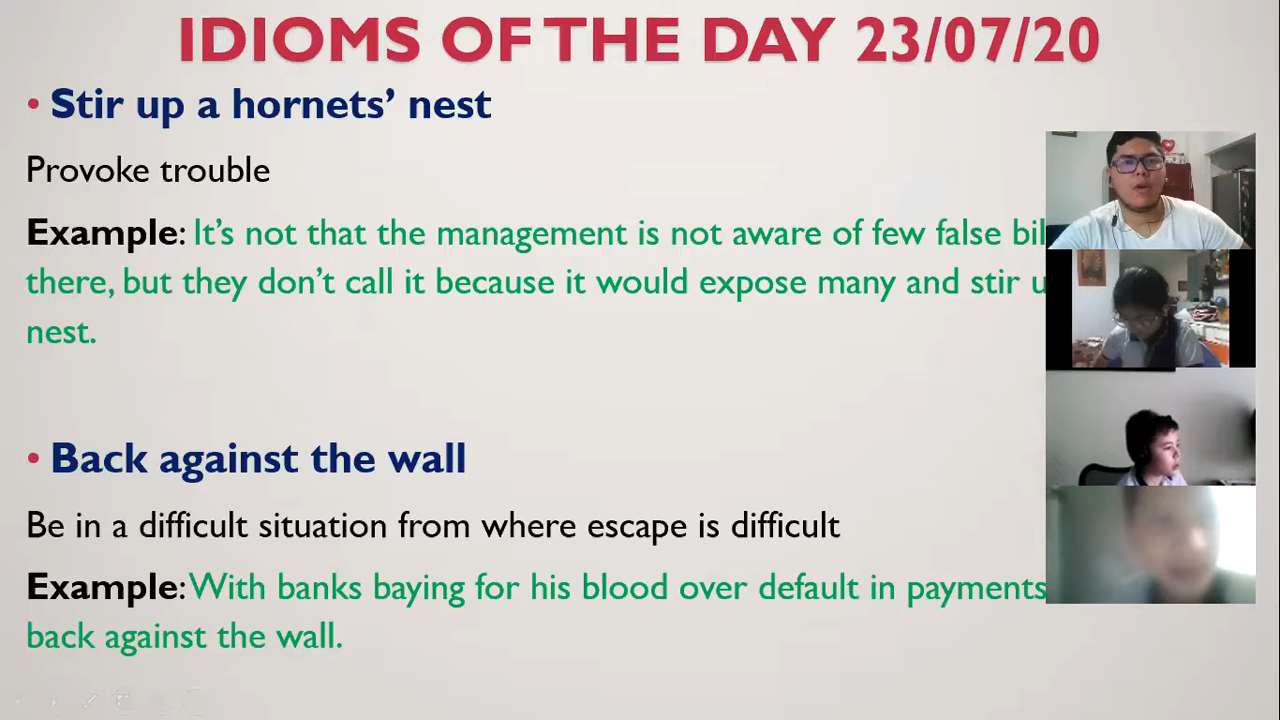 IDIOMS OF THE DAY 23/07/20
• Stir up a hornets’ nest
Provoke trouble
Example: It’s not that the management is not aware of few false bil
there, but they don’t call it because it would expose many and stir u
nest.
• Back against the wall
Be in a difficult situation from where escape is difficult
Example: With banks baying for his blood over default in payments
back against the wall.